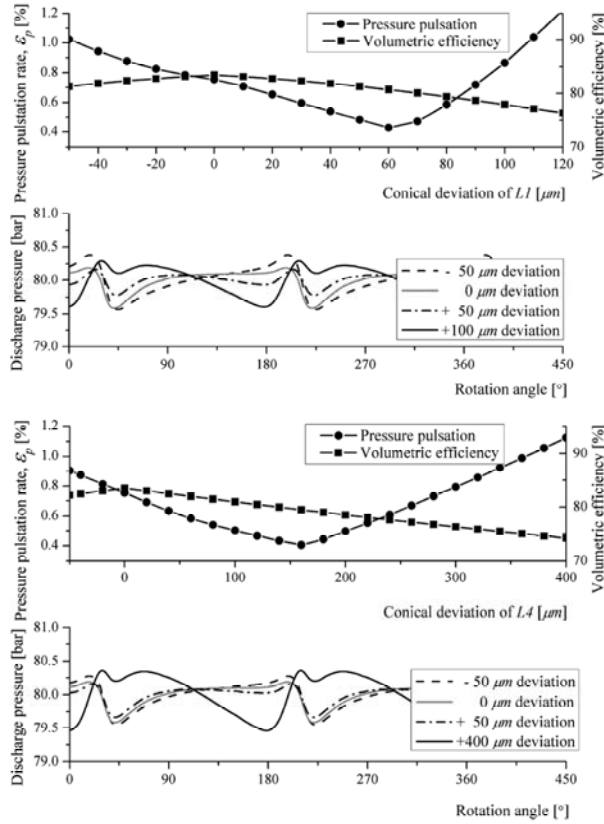 Pressure pulstation rate, εp [%]
1.2
1.0
0.8
0.6
0.4
Pressure pulsation
Volumetric efficiency
90
80
70
Volumetric efficiency [%]
-40 -20 0 20 40 60 80 100 120
Conical deviation of L1 [μm]
Discharge pressure [bar]
81.0
80.5
80.0
79.5
79.0
- 50 μm deviation
0 μm deviation
+ 50 μm deviation
+100 μm deviation
0 90 180 270 360 450
Rotation angle [°]
Pressure pulstation rate, εp [%]
1.2
1.0
0.8
0.6
0.4
Pressure pulsation
Volumetric efficiency
90
80
70
Volumetric efficiency [%]
0 100 200 300 400
Conical deviation of L4 [μm]
Discharge pressure [bar]
81.0
80.5
80.0
79.5
79.0
- 50 μm deviation
0 μm deviation
+ 50 μm deviation
+400 μm deviation
0 90 180 270 360 450
Rotation angle [°]